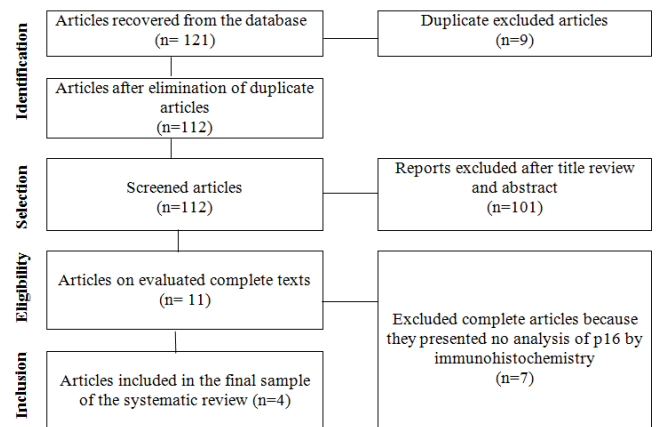 Identification
Articles recovered from the database
(n= 121)
Duplicate excluded articles
(n=9)
Articles after elimination of duplicate
articles
(n=112)
Selection
Screened articles
(n=112)
Reports excluded after title review
and abstract
(n=101)
Eligibility
Articles on evaluated complete texts
(n= 11)
Excluded complete articles because
they presented no analysis of p16 by
immunohistochemistry
(n=7)
Inclusion
Articles included in the final sample
of the systematic review (n=4)